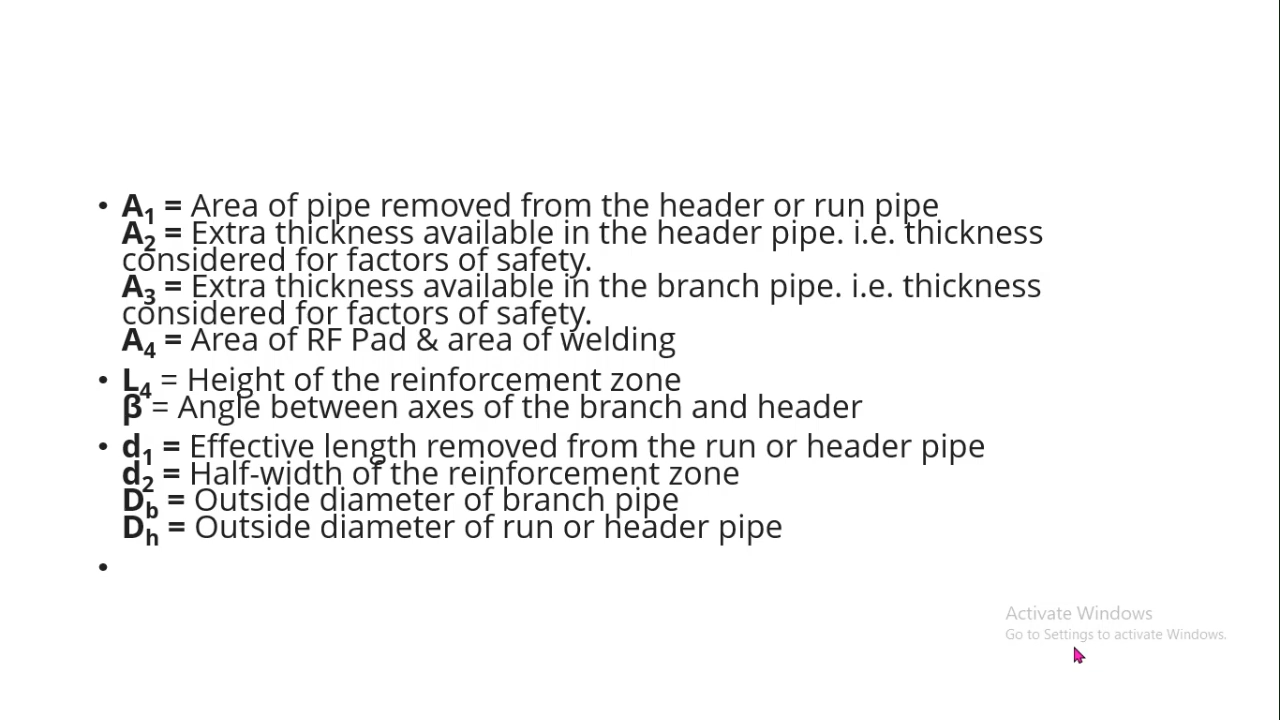 • A₁ = Area of pipe removed from the header or run pipe
A₂ = Extra thickness available in the header pipe. i.e. thickness
considered for factors of safety.
A₃ = Extra thickness available in the branch pipe. i.e. thickness
considered for factors of safety.
A₄ = Area of RF Pad & area of welding
• L₄ = Height of the reinforcement zone
β = Angle between axes of the branch and header
• d₁ = Effective length removed from the run or header pipe
d₂ = Half-width of the reinforcement zone
D_b = Outside diameter of branch pipe
D_h = Outside diameter of run or header pipe
•
Activate Windows
Go to Settings to activate Windows.